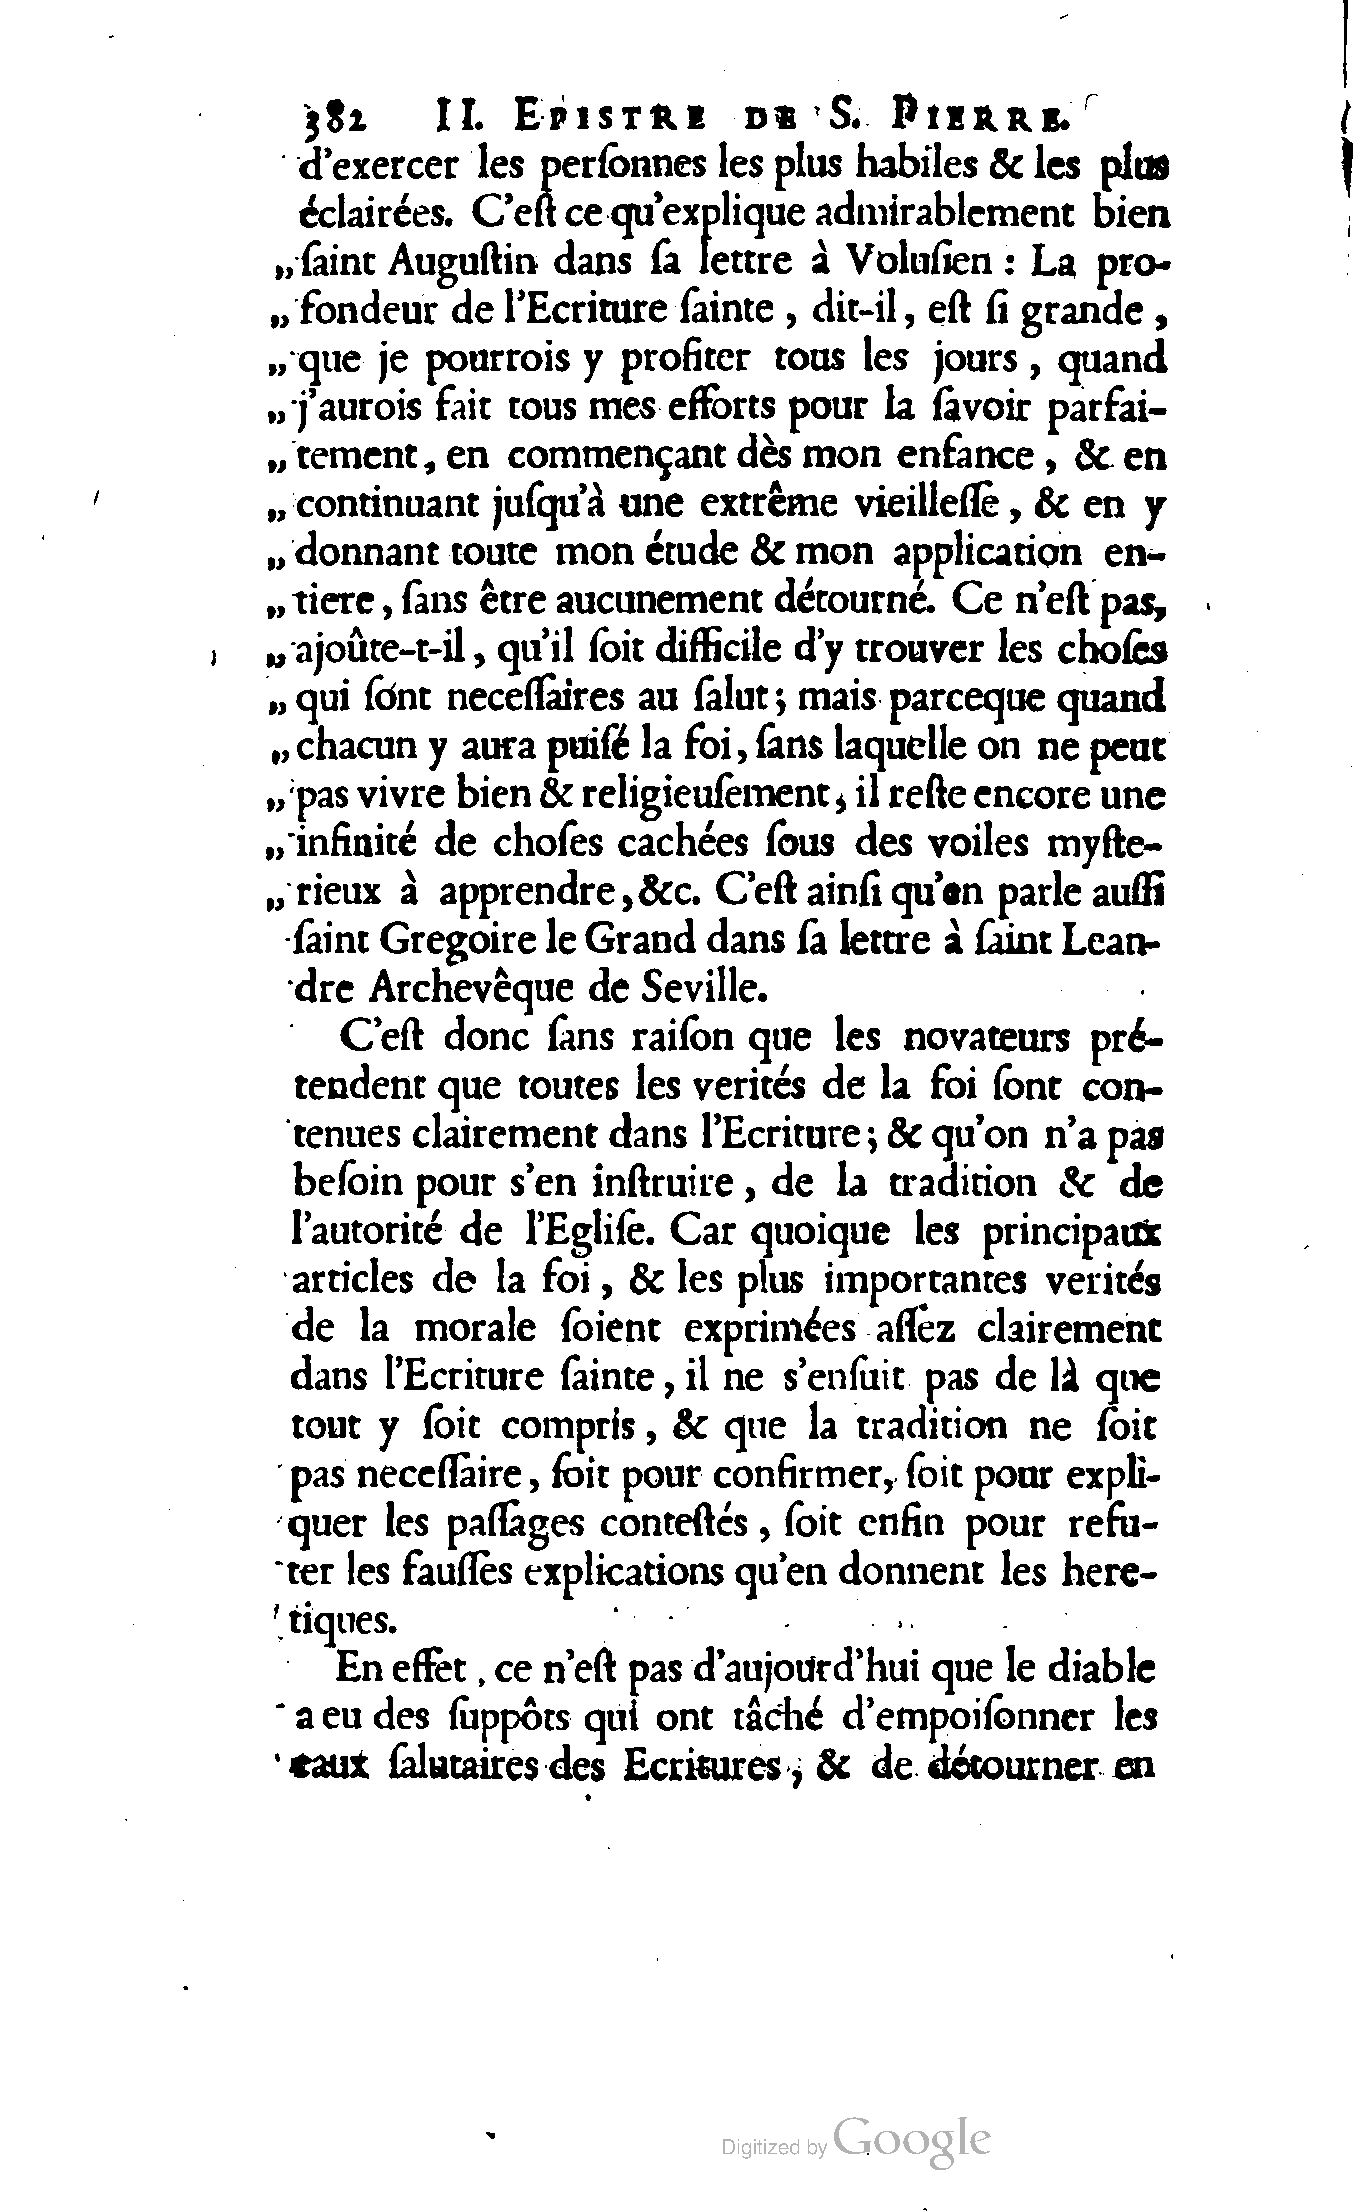 382 II. EPISTRE DE S. PIERRE.
d'exercer les perſonnes les plus habiles & les plus
éclairées. C'eſt ce qu'explique admirablement bien
„ ſaint Auguſtin dans ſa lettre à Voluſien : La pro-
„ fondeur de l'Ecriture ſainte , dit-il, eſt ſi grande ,
„ que je pourrois y profiter tous les jours , quand
„ j'aurois fait tous mes efforts pour la ſavoir parfai-
„ tement, en commençant dès mon enfance , & en
„ continuant juſqu'à une extrême vieilleſſe , & en y
„ donnant toute mon étude & mon application en-
„ tiere, ſans être aucunement détourné. Ce n'eſt pas,
„ ajoûte-t-il, qu'il ſoit difficile d'y trouver les choſes
„ qui ſont neceſſaires au ſalut; mais parceque quand
„ chacun y aura puiſé la foi, ſans laquelle on ne peut
„ pas vivre bien & religieuſement, il reſte encore une
„ infinité de choſes cachées ſous des voiles myſte-
„ rieux à apprendre, &c. C'eſt ainſi qu'en parle auſſi
ſaint Gregoire le Grand dans ſa lettre à ſaint Lean-
dre Archevêque de Seville.
C'eſt donc ſans raiſon que les novateurs pré-
tendent que toutes les verités de la foi ſont con-
tenues clairement dans l'Ecriture; & qu'on n'a pas
beſoin pour s'en inſtruire , de la tradition & de
l'autorité de l'Egliſe. Car quoique les principaux
articles de la foi , & les plus importantes verités
de la morale ſoient exprimées aſſez clairement
dans l'Ecriture ſainte, il ne s'enſuit pas de là que
tout y ſoit compris , & que la tradition ne ſoit
pas neceſſaire, ſoit pour confirmer, ſoit pour expli-
quer les paſſages conteſtés , ſoit enfin pour refu-
ter les fauſſes explications qu'en donnent les here-
tiques.
En effet , ce n'eſt pas d'aujourd'hui que le diable
a eu des ſuppôts qui ont tâché d'empoiſonner les
eaux ſalutaires des Ecritures, & de détourner en
Digitized by Google